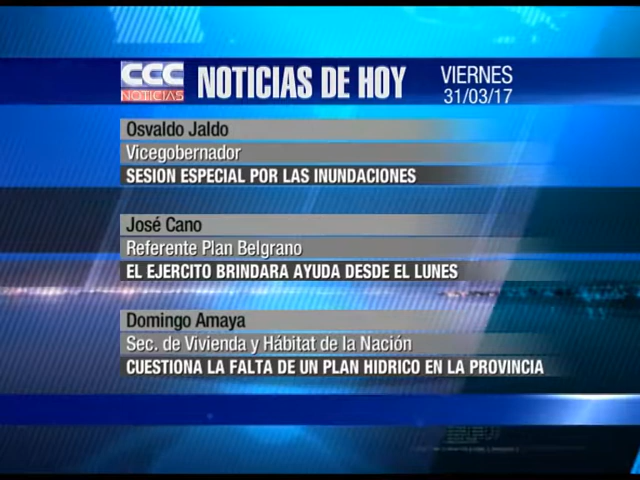 CCC
NOTICIAS
NOTICIAS DE HOY
VIERNES
31/03/17
Osvaldo Jaldo
Vicegobernador
SESION ESPECIAL POR LAS INUNDACIONES
José Cano
Referente Plan Belgrano
EL EJERCITO BRINDARA AYUDA DESDE EL LUNES
Domingo Amaya
Sec. de Vivienda y Hábitat de la Nación
CUESTIONA LA FALTA DE UN PLAN HIDRICO EN LA PROVINCIA